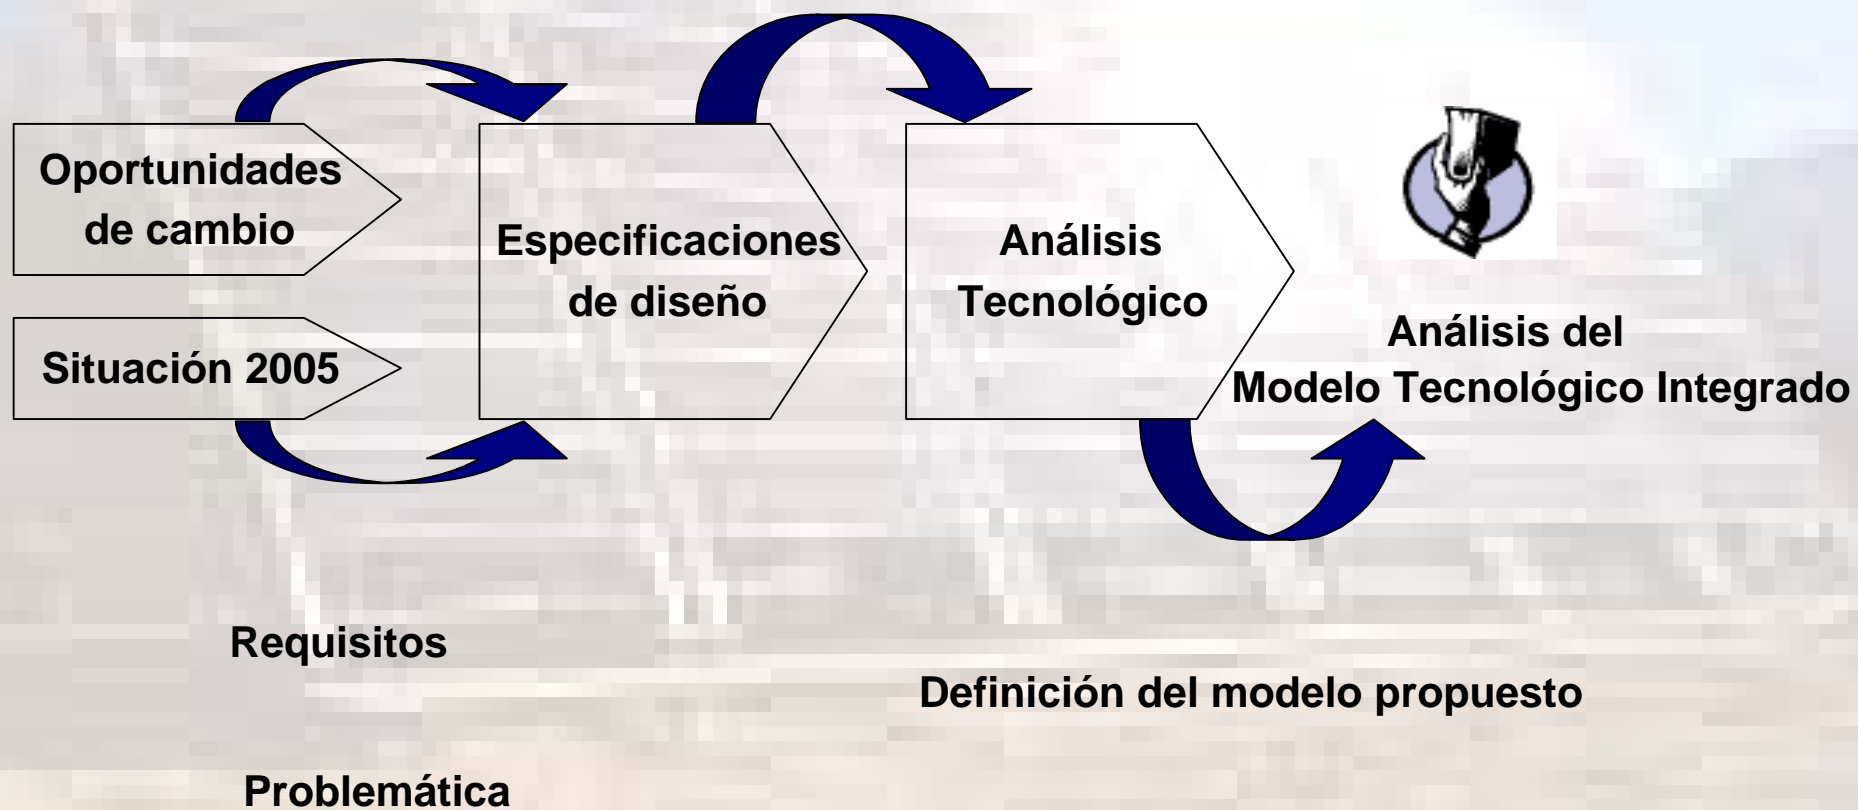 Oportunidades
de cambio
Situación 2005
Especificaciones
de diseño
Análisis
Tecnológico
Análisis del
Modelo Tecnológico Integrado
Requisitos
Definición del modelo propuesto
Problemática